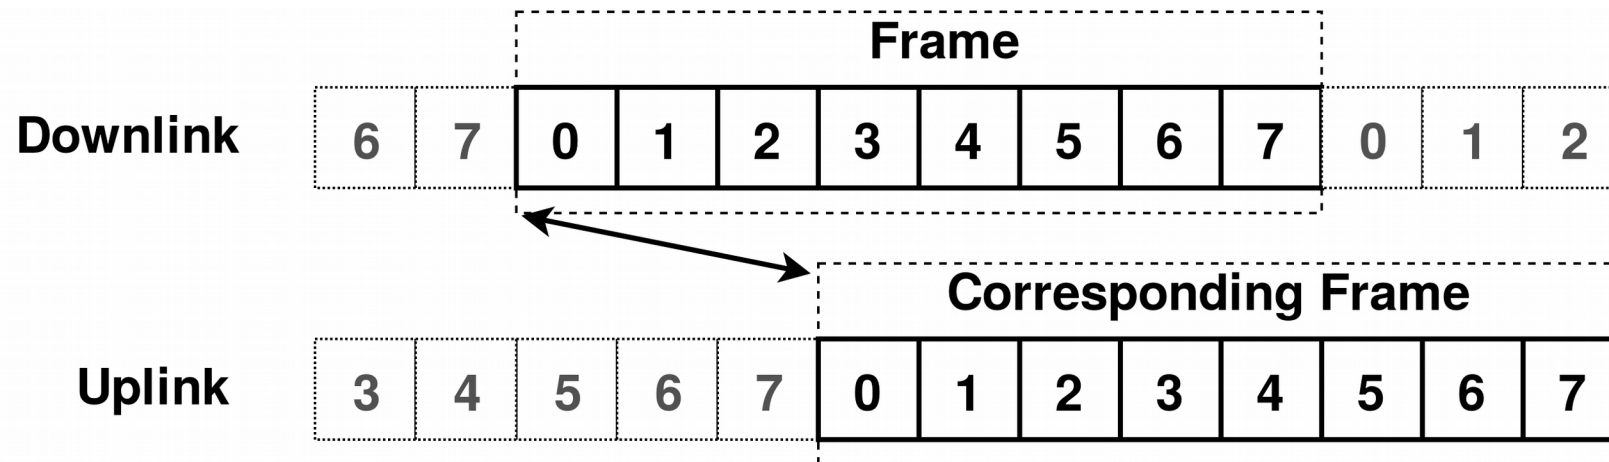 Frame
Downlink 6 7 0 1 2 3 4 5 6 7 0 1 2
Corresponding Frame
Uplink 3 4 5 6 7 0 1 2 3 4 5 6 7